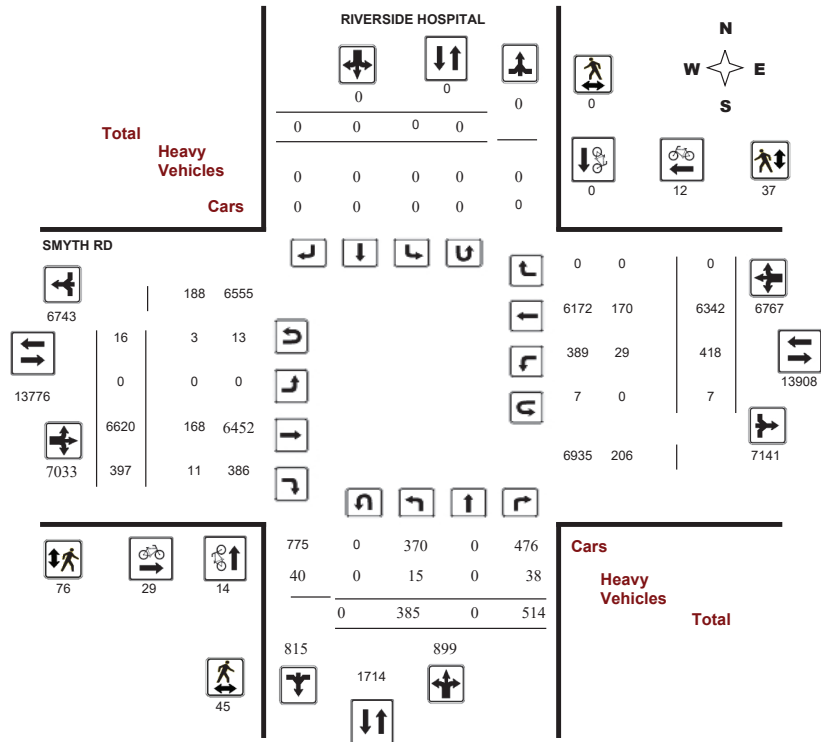 RIVERSIDE HOSPITAL
N
W E
S
0
0
0
0
0 0 0 0
Total
Heavy
Vehicles
0 0 0 0 0
Cars
0 0 0 0 0
0 12 37
SMYTH RD
6743
188 6555
0 0 0
6767
13776
16 3 13
6172 170 6342
13908
0 0 0
389 29 418
7033
6620 168 6452
7 0 7
7141
397 11 386
6935 206
775 0 370 0 476
Cars
40 0 15 0 38
Heavy
Vehicles
76 29 14
0 385 0 514
Total
815 899
1714
45